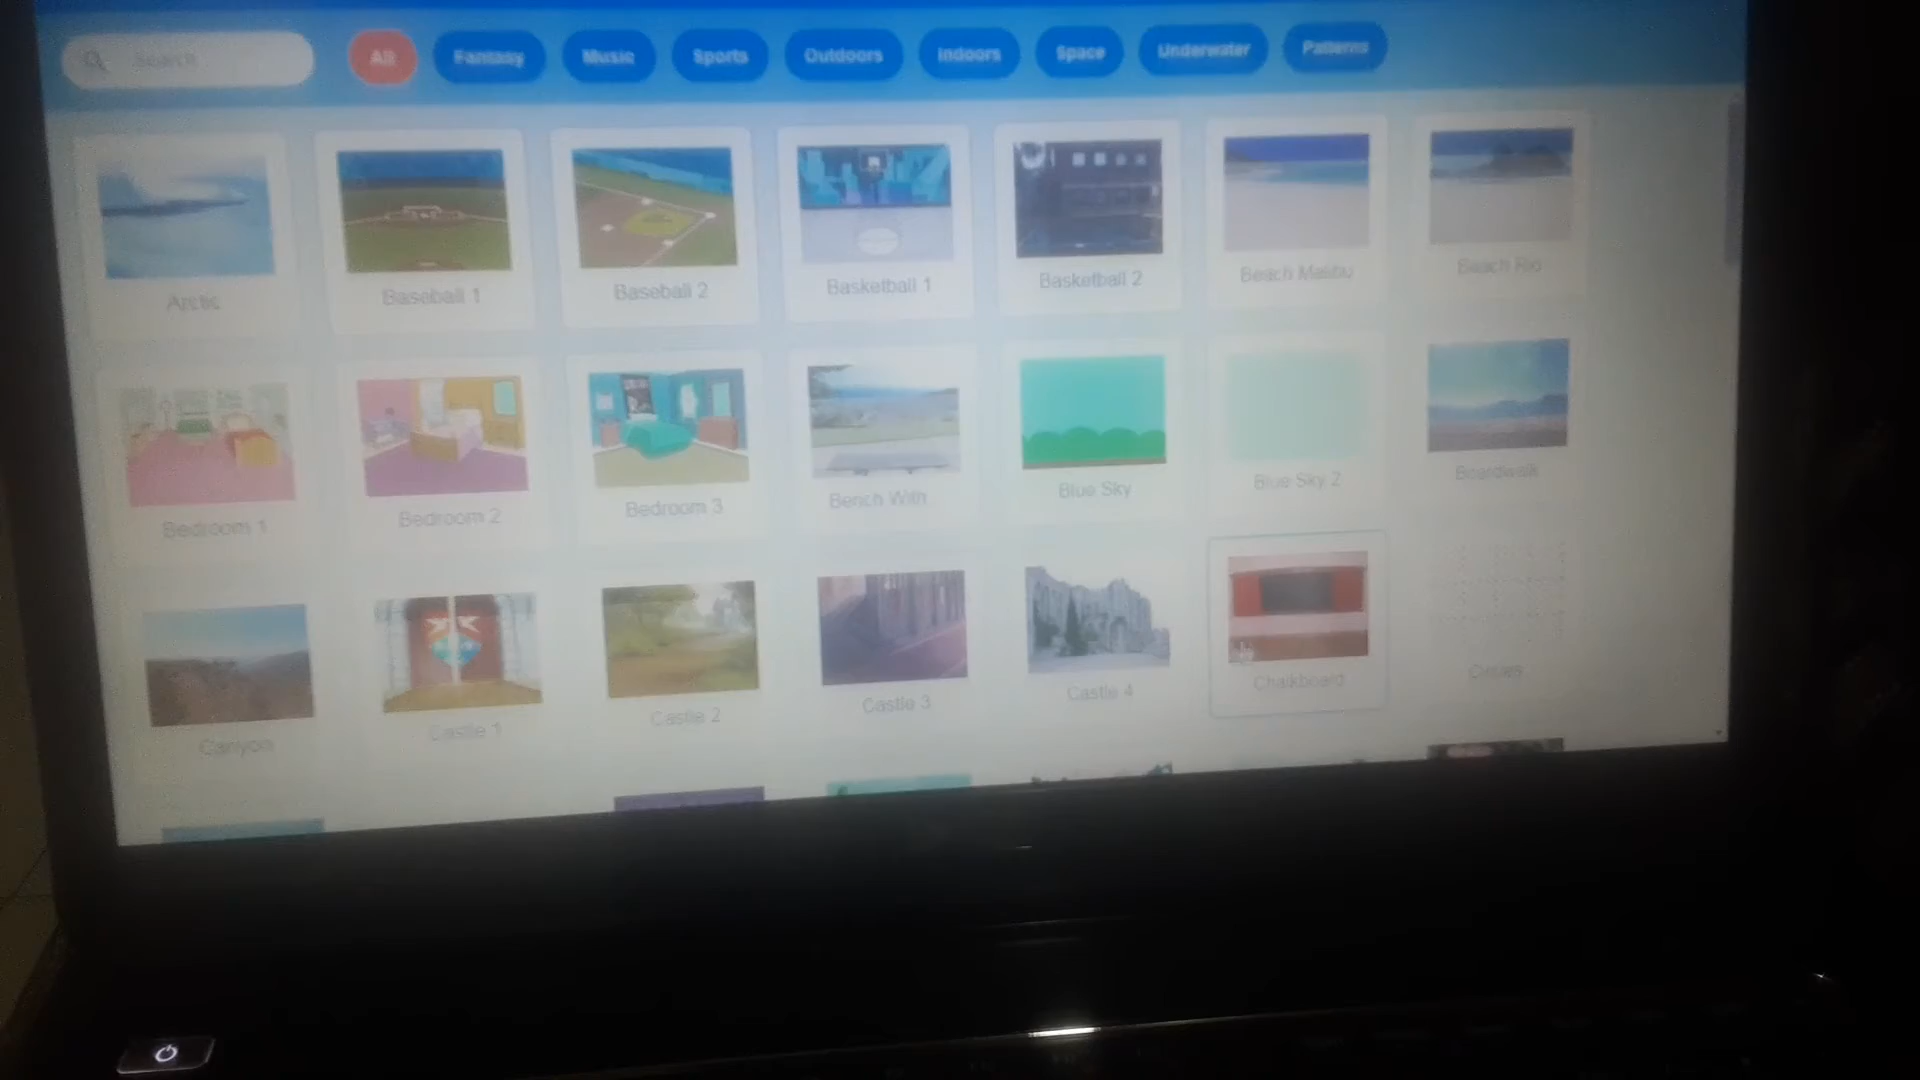 Search All Fantasy Music Sports Outdoors Indoors Space Underwater Patterns
Arctic Baseball 1 Baseball 2 Basketball 1 Basketball 2 Beach Malibu Beach Rio
Bedroom 1 Bedroom 2 Bedroom 3 Bench With Blue Sky Blue Sky 2 Boardwalk
Canyon Castle 1 Castle 2 Castle 3 Castle 4 Chalkboard Circles